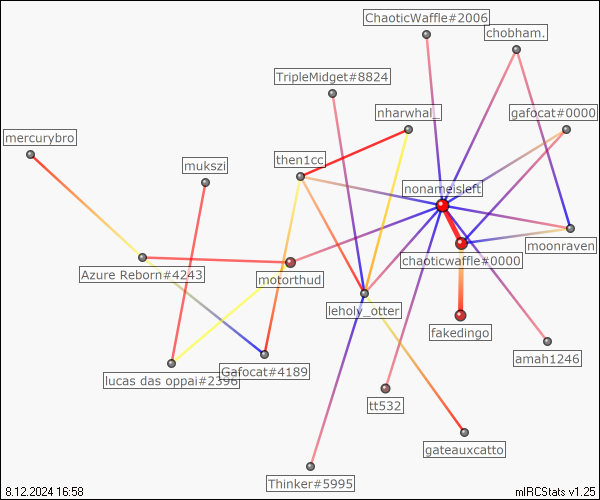 ChaoticWaffle#2006
chobham.
TripleMidget#8824
nharwhal_
gafocat#0000
mercurybro
then1cc
mukszi
nonameisleft
moonraven
chaoticwaffle#0000
Azure Reborn#4243
motorthud
leholy_otter
fakedingo
amah1246
Gafocat#4189
lucas das oppai#2396
tt532
gateauxcatto
Thinker#5995
8.12.2024 16:58
mIRCStats v1.25